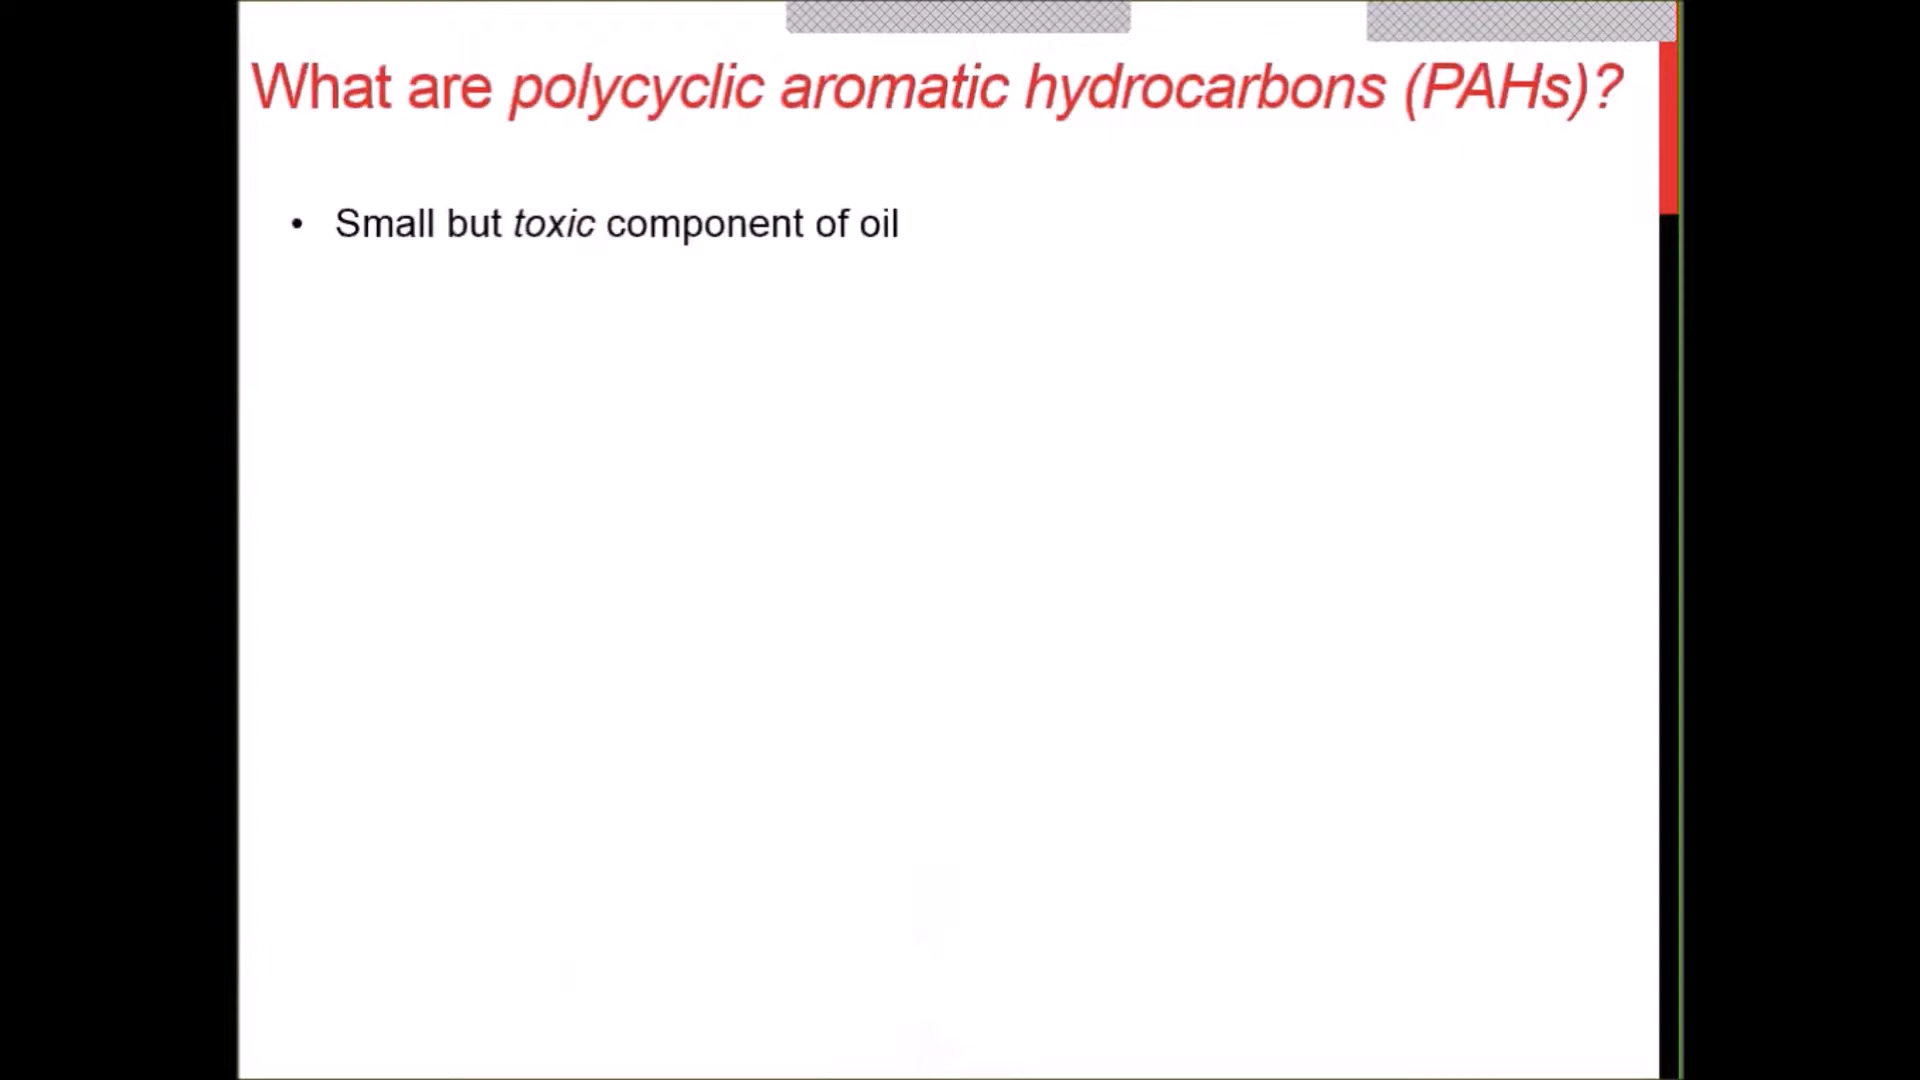 What are polycyclic aromatic hydrocarbons (PAHs)?
• Small but toxic component of oil